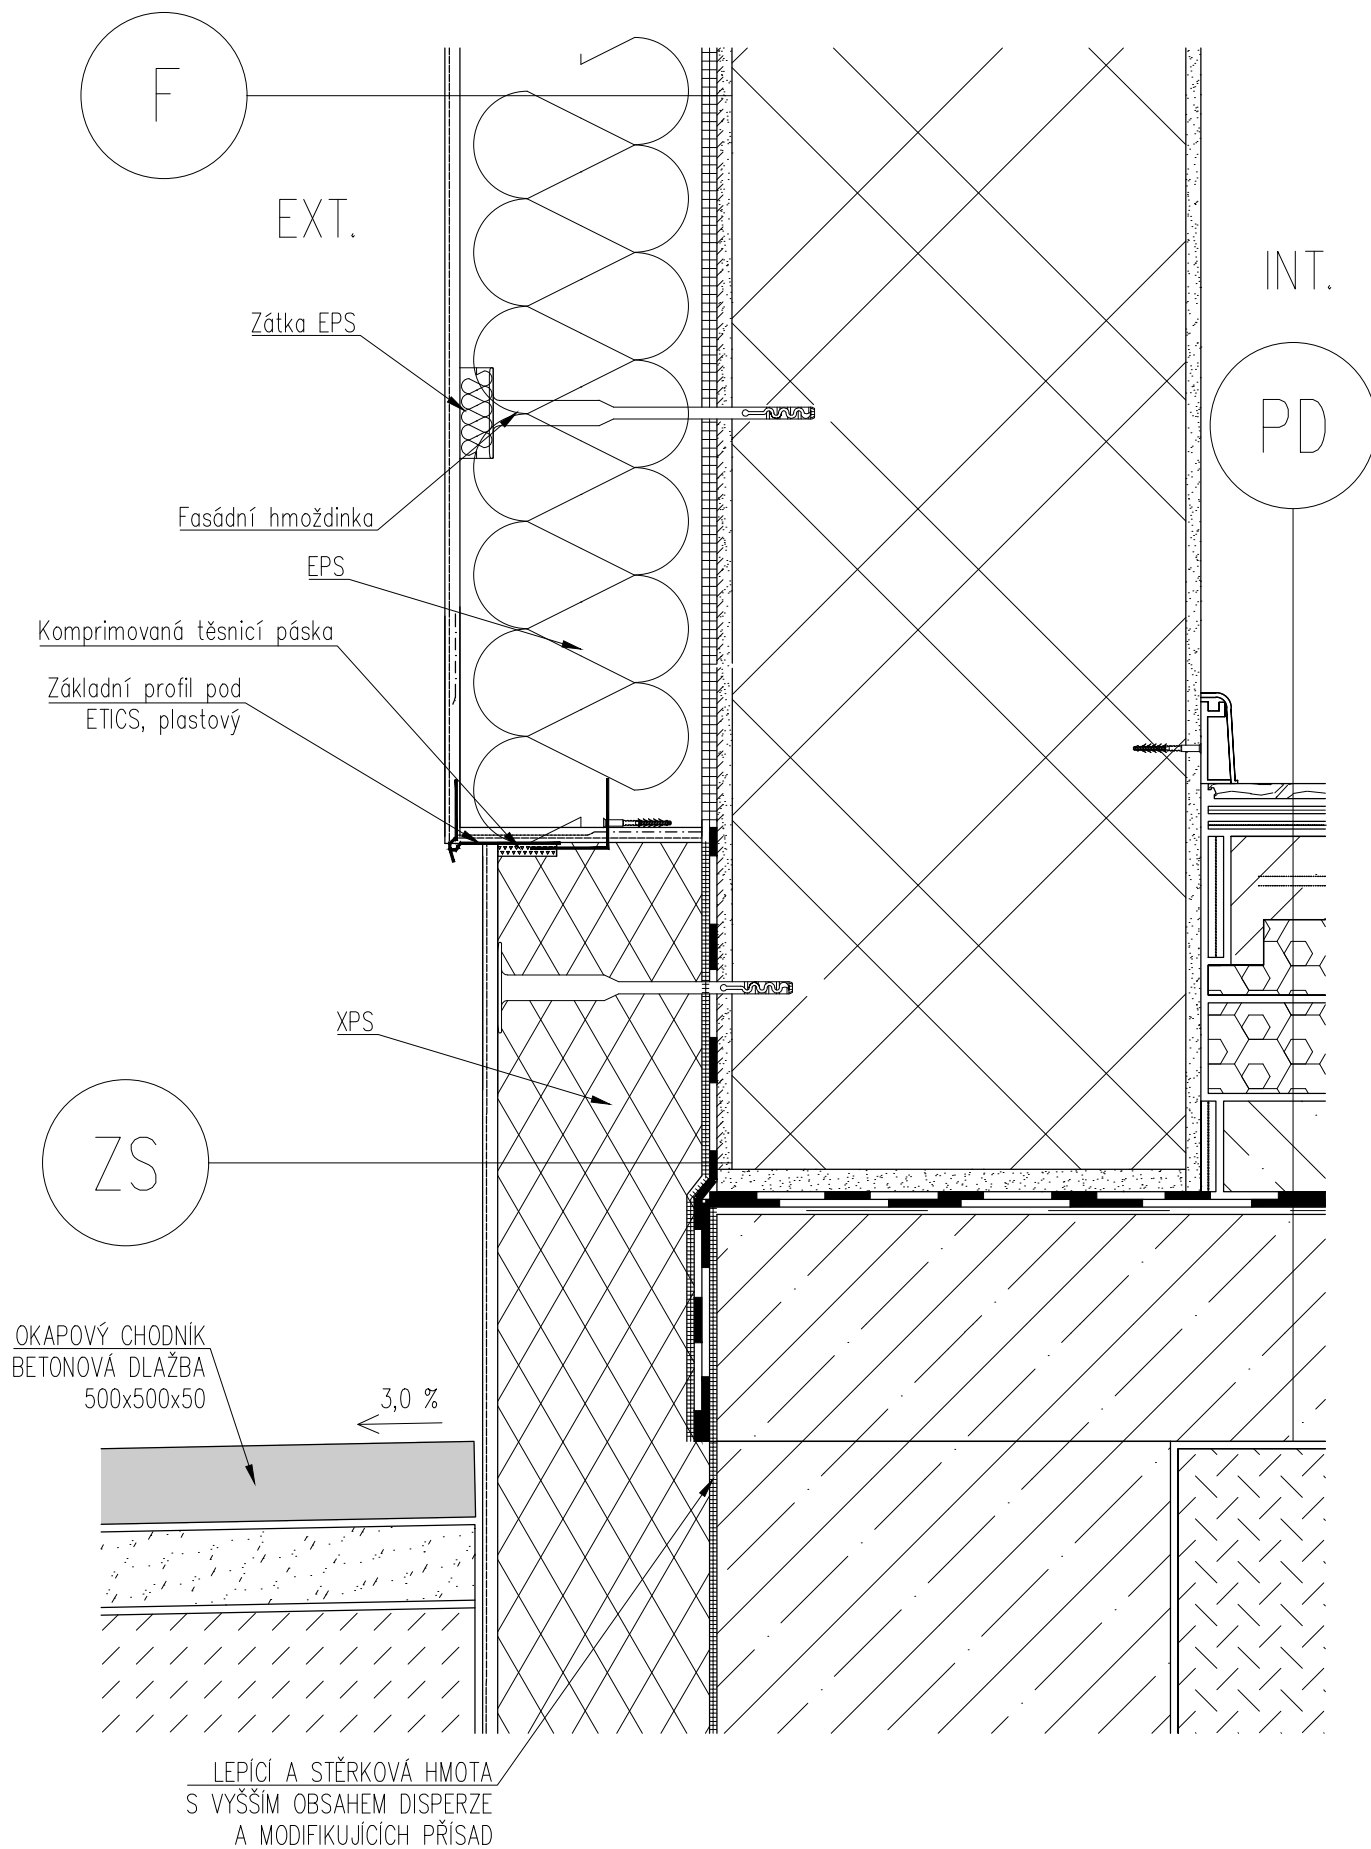 F
EXT.
INT.
Zátka EPS
PD
Fasádní hmoždinka
EPS
Komprimovaná těsnicí páska
Základní profil pod
ETICS, plastový
XPS
ZS
OKAPOVÝ CHODNÍK
BETONOVÁ DLAŽBA
500x500x50
3,0 %
LEPÍCÍ A STĚRKOVÁ HMOTA
S VYŠŠÍM OBSAHEM DISPERZE
A MODIFIKUJÍCÍCH PŘÍSAD